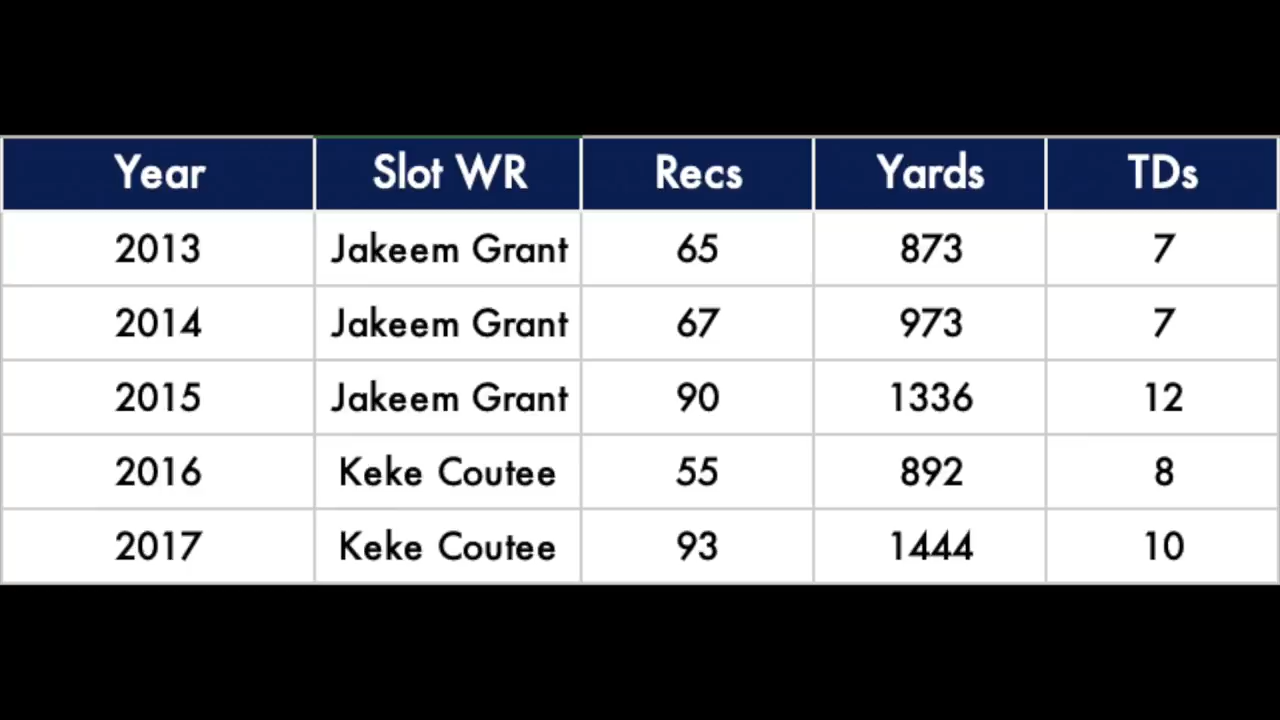 Year Slot WR Recs Yards TDs
2013 Jakeem Grant 65 873 7
2014 Jakeem Grant 67 973 7
2015 Jakeem Grant 90 1336 12
2016 Keke Coutee 55 892 8
2017 Keke Coutee 93 1444 10